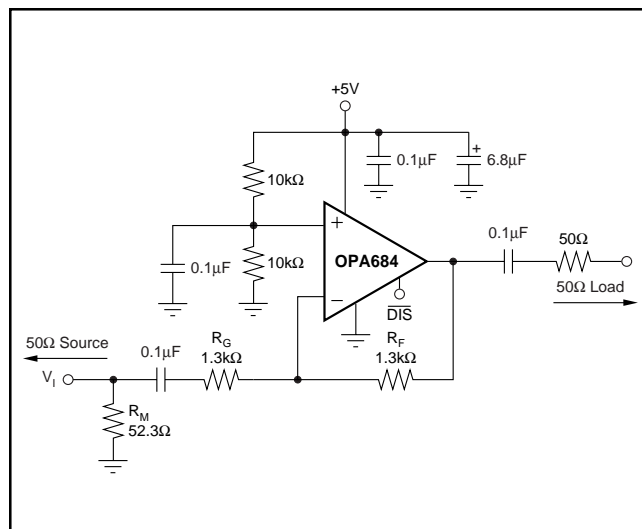 +5V
0.1µF
6.8µF
10kΩ
+
0.1µF
10kΩ
OPA684
0.1µF
50Ω
50Ω Load
−
DIS
50Ω Source
0.1µF
R_G
1.3kΩ
R_F
1.3kΩ
V_I
R_M
52.3Ω
+